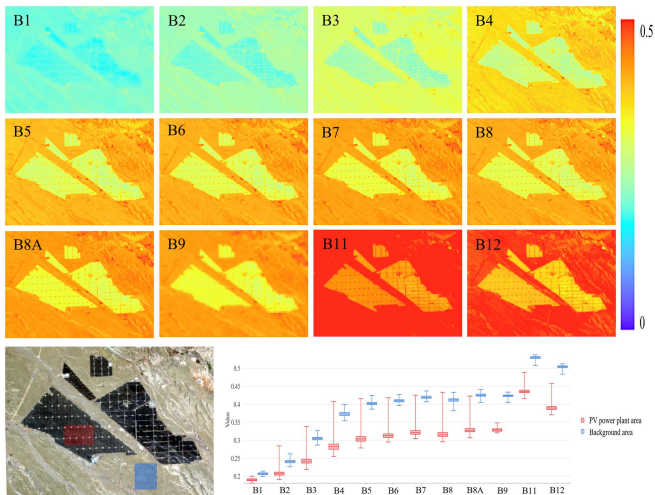 B1
B2
B3
B4
0.5
B5
B6
B7
B8
B8A
B9
B11
B12
0
0.5
0.45
0.4
0.35
0.3
0.25
0.2
Value
PV power plant area
Background area
B1 B2 B3 B4 B5 B6 B7 B8 B8A B9 B11 B12